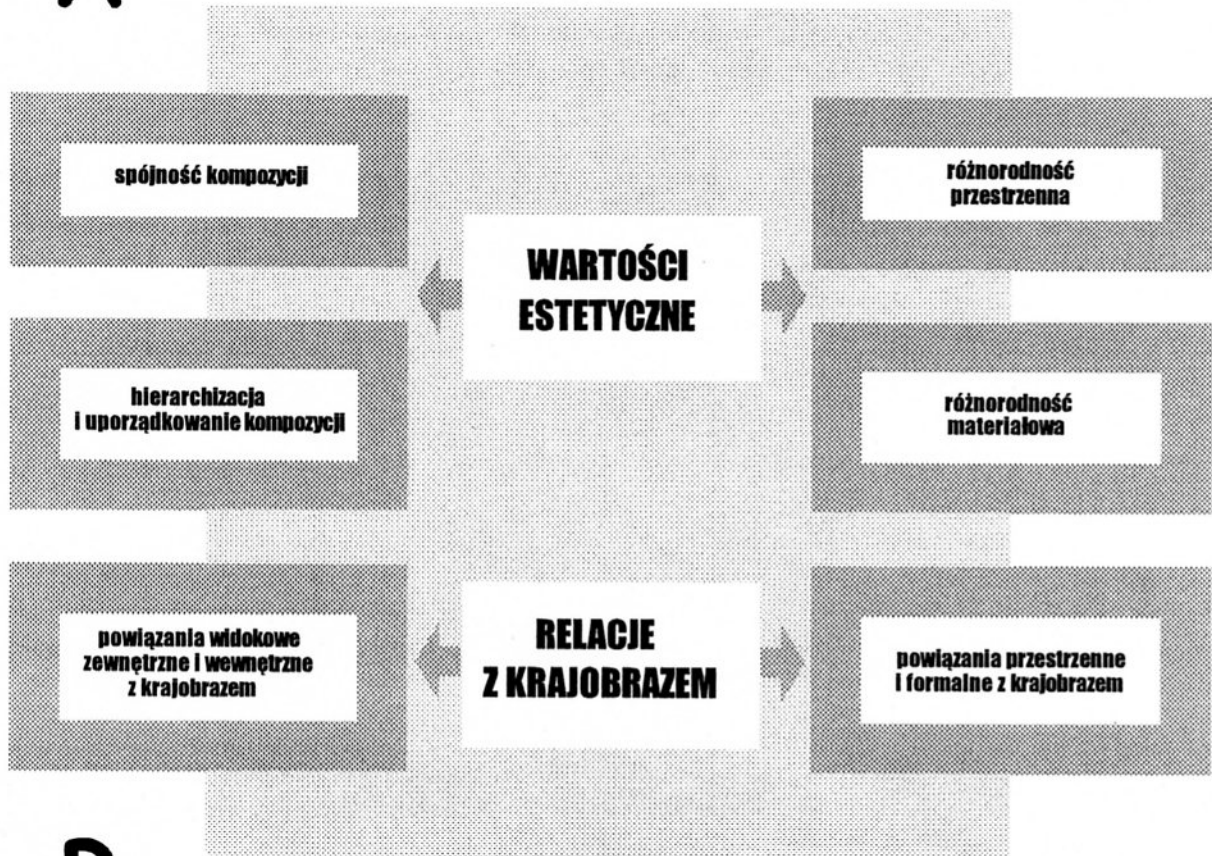 A
spójność kompozycji
różnorodność
przestrzenna
WARTOŚCI
ESTETYCZNE
hierarchizacja
i uporządkowanie kompozycji
różnorodność
materiałowa
powiązania widokowe
zewnętrzne i wewnętrzne
z krajobrazem
RELACJE
Z KRAJOBRAZEM
powiązania przestrzenne
i formalne z krajobrazem